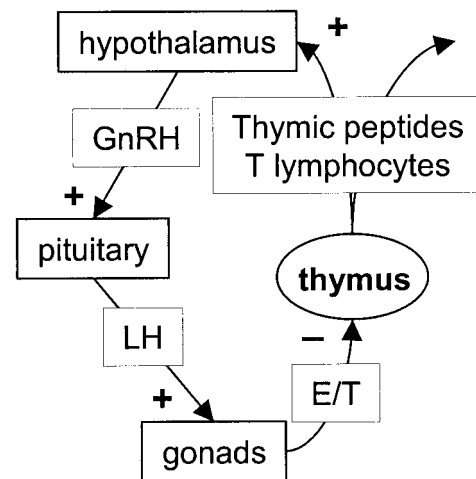 hypothalamus
+
GnRH
Thymic peptides
T lymphocytes
+
pituitary
thymus
LH
–
E/T
+
gonads